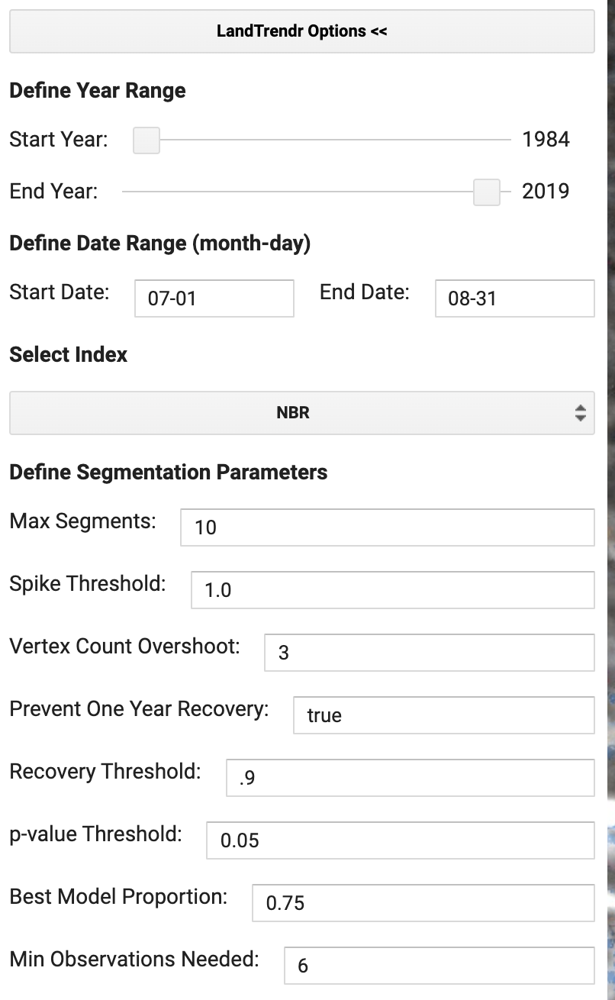 LandTrendr Options <<
Define Year Range
Start Year: 1984
End Year: 2019
Define Date Range (month-day)
Start Date: 07-01 End Date: 08-31
Select Index
NBR
Define Segmentation Parameters
Max Segments: 10
Spike Threshold: 1.0
Vertex Count Overshoot: 3
Prevent One Year Recovery: true
Recovery Threshold: .9
p-value Threshold: 0.05
Best Model Proportion: 0.75
Min Observations Needed: 6